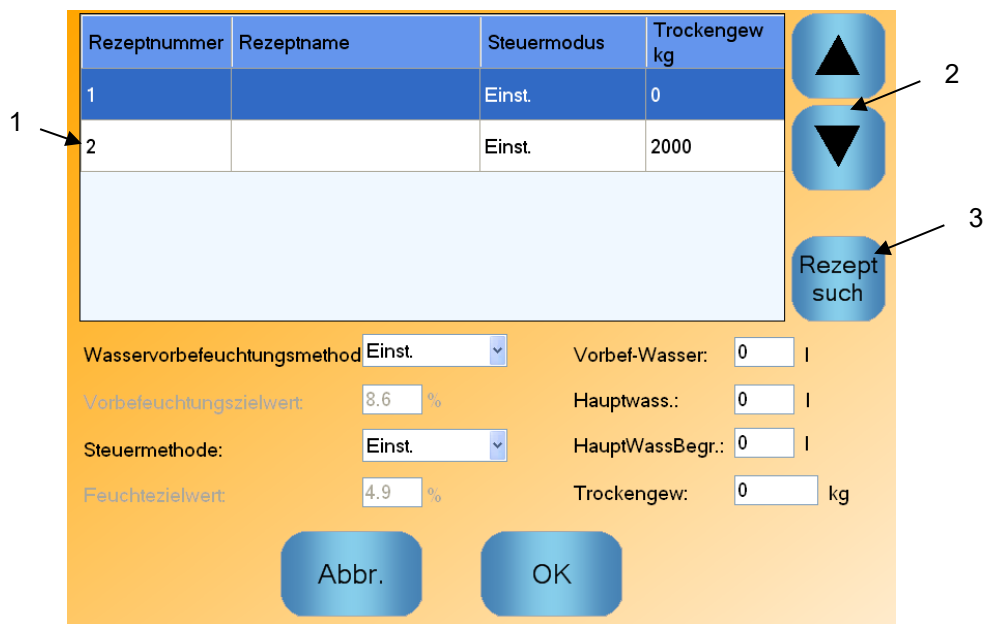 Rezeptnummer Rezeptname Steuermodus Trockengew
kg
1 Einst. 0
2 Einst. 2000
1
2
3
Rezept
such
Wasservorbefeuchtungsmethod Einst. Vorbef-Wasser: 0 l
Vorbefeuchtungszielwert: 8.6 % Hauptwass.: 0 l
Steuermethode: Einst. HauptWassBegr.: 0 l
Feuchtezielwert: 4.9 % Trockengew: 0 kg
Abbr. OK